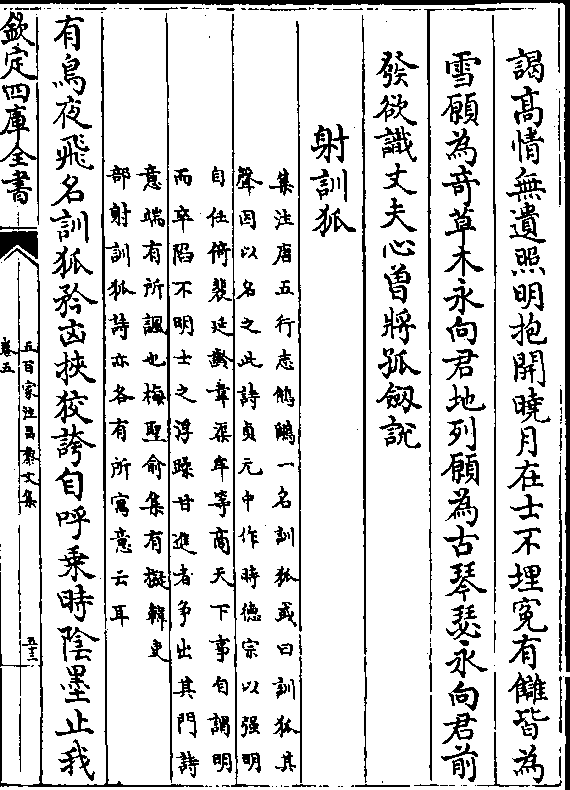 謁高情無遺照明抱開曉月在士不埋寃有讎皆為
雪願為竒草木永向君地列願為古琴瑟永向君前
發欲識丈夫心曽將孤劒説
射訓狐
集注唐五行志鵂鶹一名訓狐或曰訓狐其
聲因以名之此詩貞元中作時徳宗以强明
自任倚裴延齡韋渠牟等商天下事自謂明
而卒陷不明士之浮躁甘進者争出其門詩
意端有所諷也梅聖俞集有擬韓吏
部射訓狐詩亦各有所寓意云耳
有鳥夜飛名訓狐矜凶挾狡誇自呼乗時陰墨止我
欽定四庫全書
五百家注昌黎文集
卷五
五三